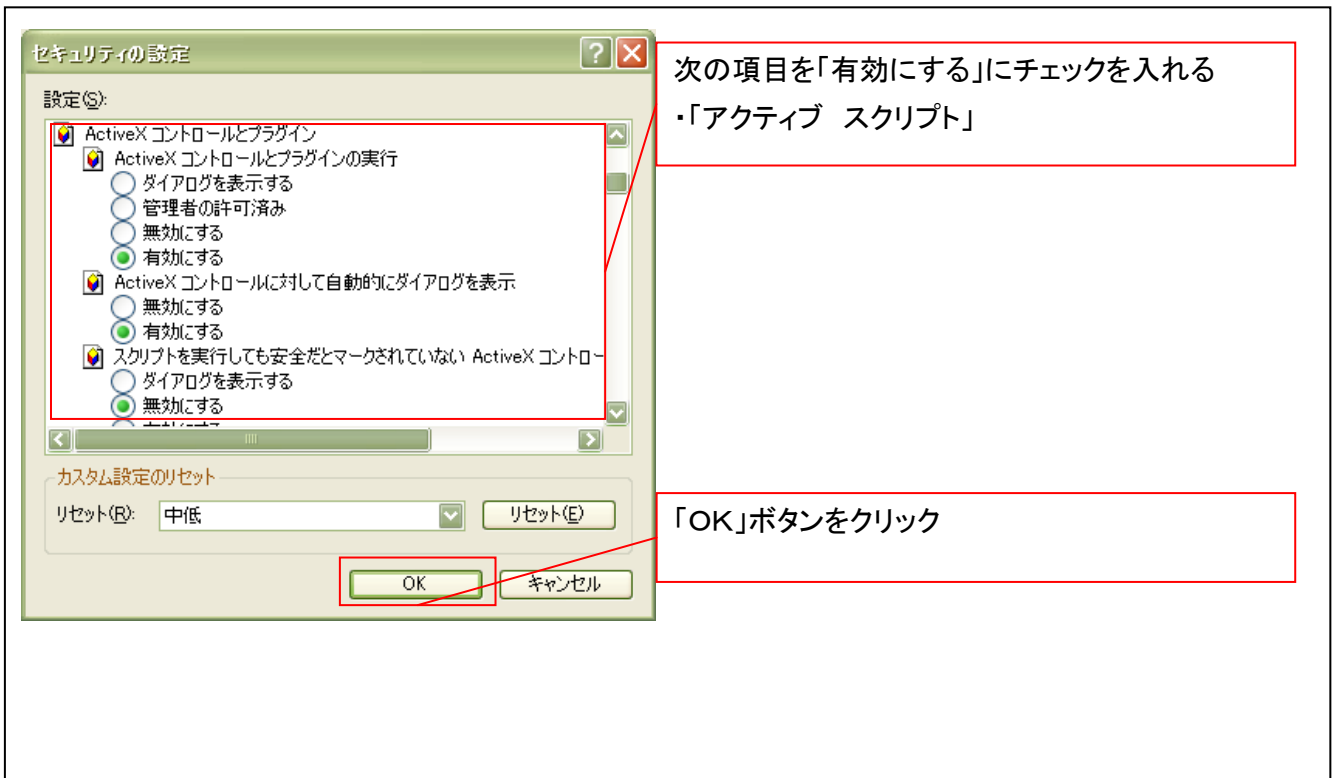 セキュリティの設定
設定(S):
ActiveX コントロールとプラグイン
ActiveX コントロールとプラグインの実行
ダイアログを表示する
管理者の許可済み
無効にする
有効にする
ActiveX コントロールに対して自動的にダイアログを表示
無効にする
有効にする
スクリプトを実行しても安全だとマークされていない ActiveX コントロー
ダイアログを表示する
無効にする
カスタム設定のリセット
リセット(R):
中低
リセット(E)
OK
キャンセル
次の項目を「有効にする」にチェックを入れる
・「アクティブ　スクリプト」
「ＯＫ」ボタンをクリック